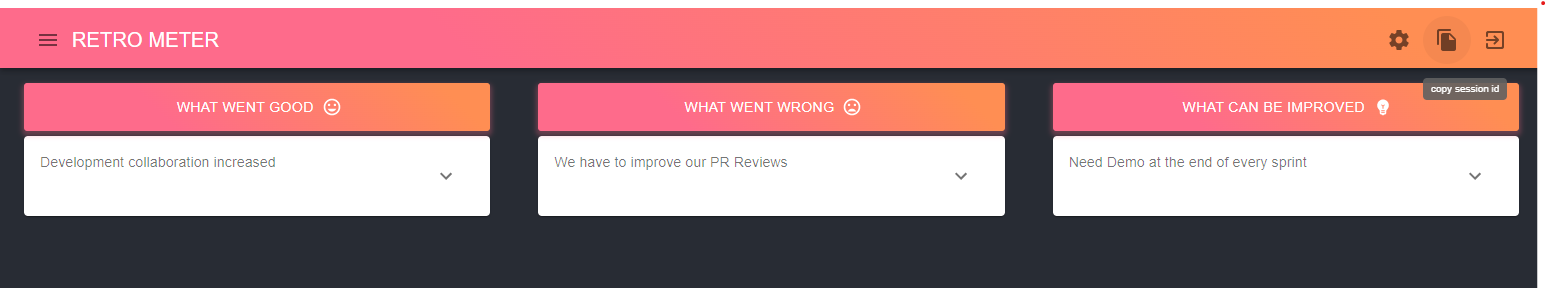 RETRO METER
copy session id
WHAT WENT GOOD
WHAT WENT WRONG
WHAT CAN BE IMPROVED
Development collaboration increased
We have to improve our PR Reviews
Need Demo at the end of every sprint